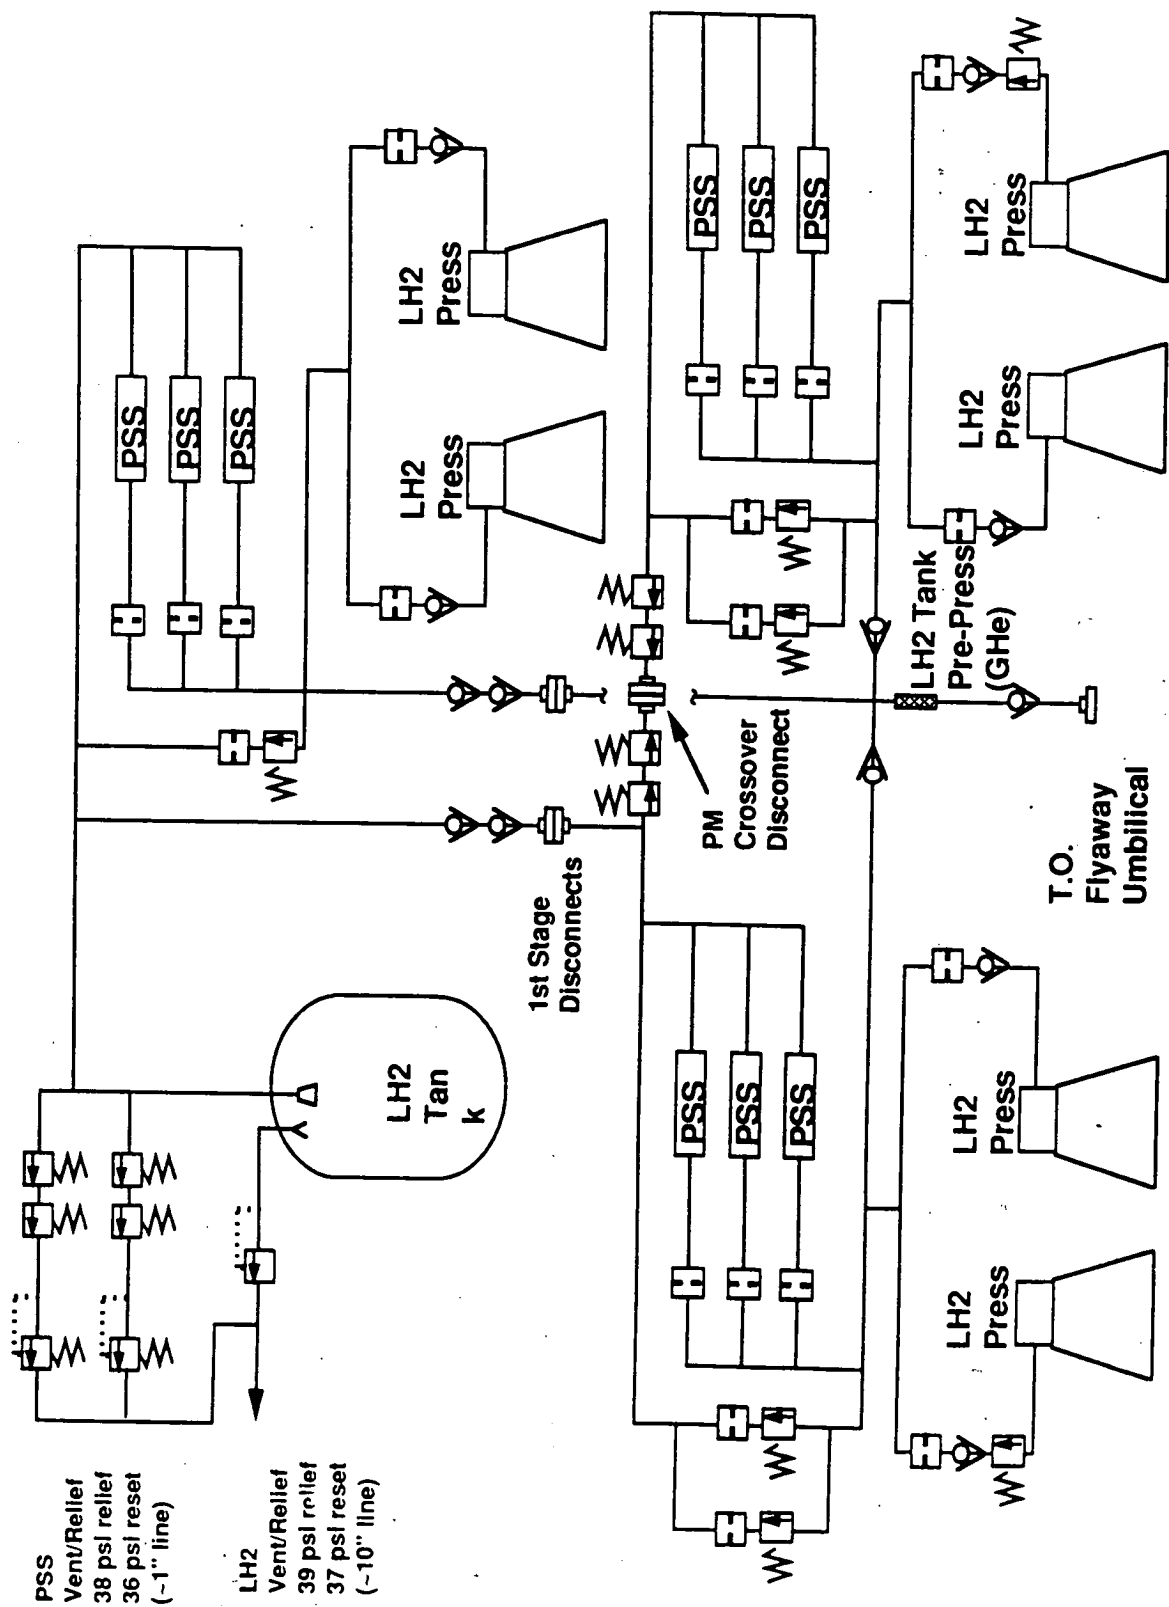 PSS
Vent/Relief
38 psi relief
36 psi reset
(~1" line)
LH2
Vent/Relief
39 psi relief
37 psi reset
(~10" line)
LH2
Tan
k
PSS
PSS
PSS
LH2
Press
LH2
Press
1st Stage
Disconnects
PM
Crossover
Disconnect
PSS
PSS
PSS
PSS
PSS
PSS
LH2
Press
LH2
Press
LH2 Tank
Pre-Press
(GHe)
LH2
Press
LH2
Press
T.O.
Flyaway
Umbilical